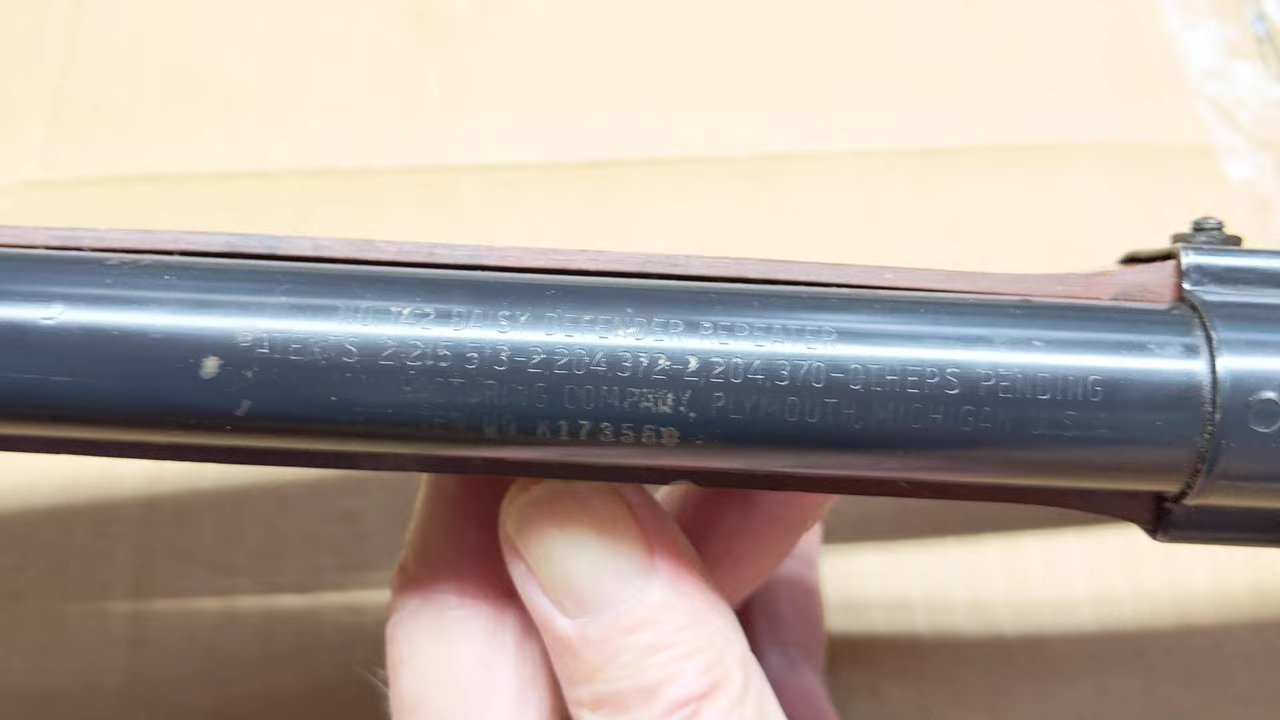 DAISY DEFENDER REPEATER
PATENTS 2,215 513-2,204 372-2,204.370-OTHERS PENDING
COMPANY, PLYMOUTH, MICHIGAN
NO K173568